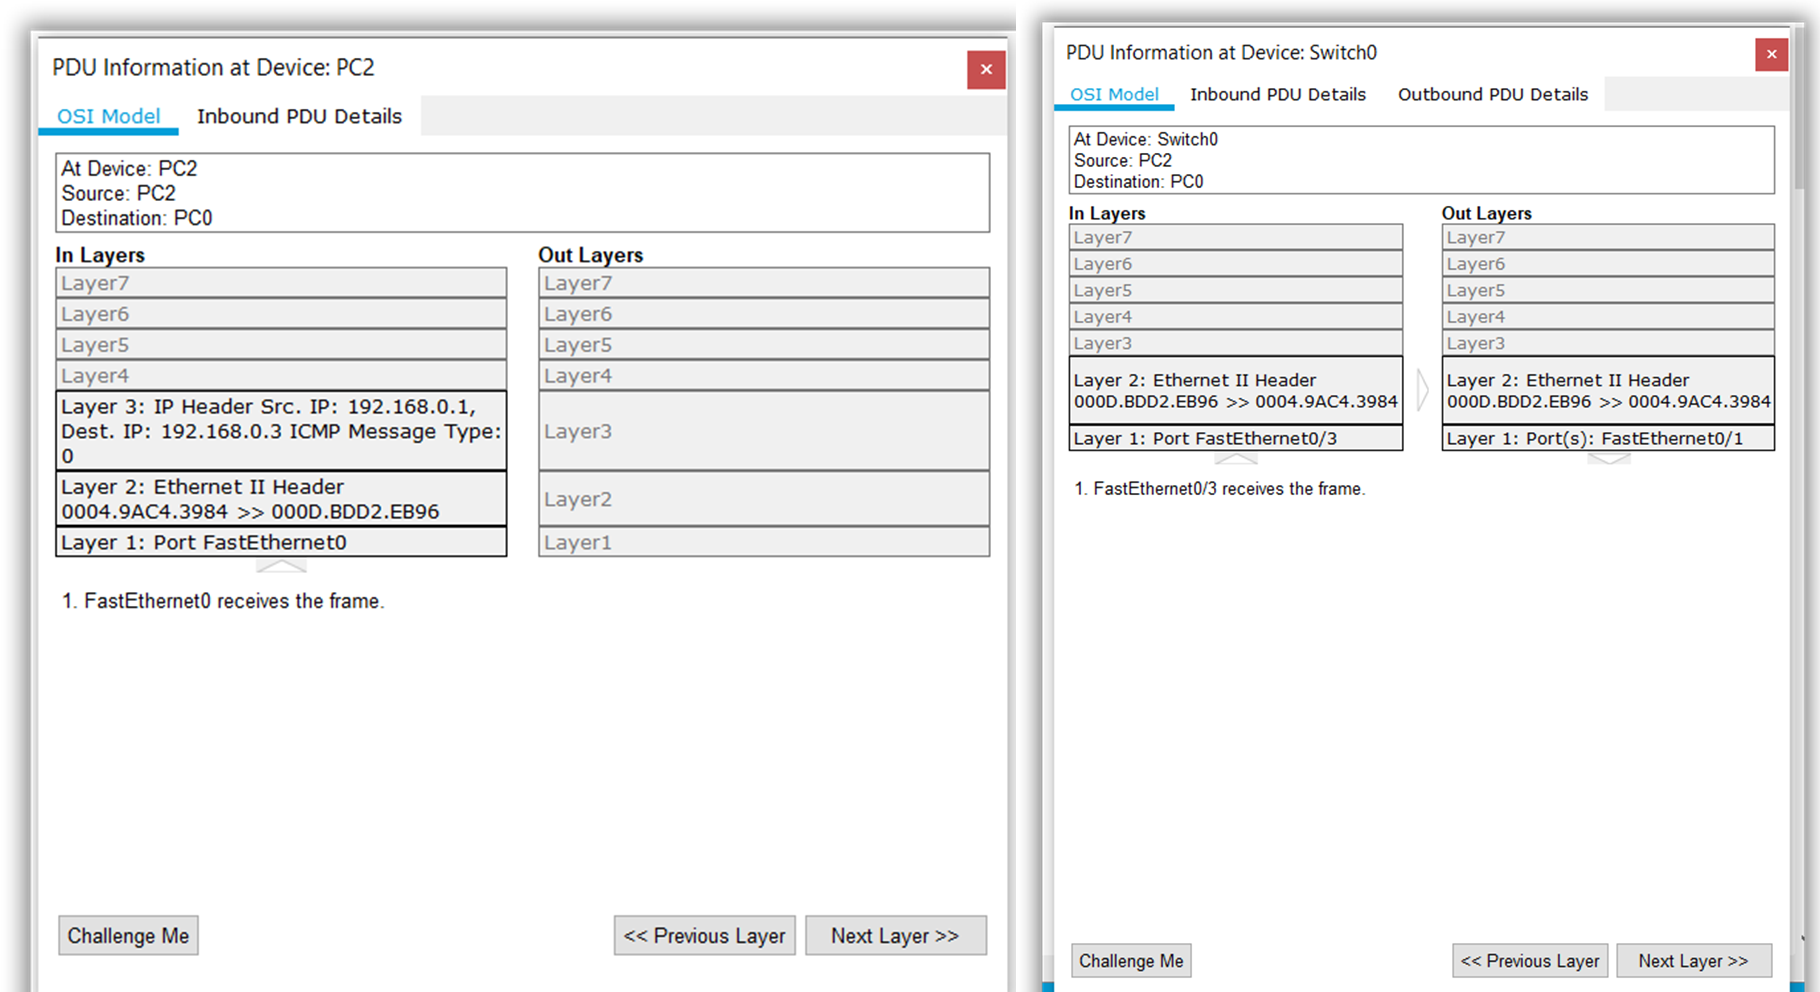 PDU Information at Device: PC2
OSI Model Inbound PDU Details
At Device: PC2
Source: PC2
Destination: PC0
In Layers
Layer7
Layer6
Layer5
Layer4
Layer 3: IP Header Src. IP: 192.168.0.1,
Dest. IP: 192.168.0.3 ICMP Message Type:
0
Layer 2: Ethernet II Header
0004.9AC4.3984 >> 000D.BDD2.EB96
Layer 1: Port FastEthernet0
Out Layers
Layer7
Layer6
Layer5
Layer4
Layer3
Layer2
Layer1
1. FastEthernet0 receives the frame.
Challenge Me
<< Previous Layer
Next Layer >>
PDU Information at Device: Switch0
OSI Model Inbound PDU Details Outbound PDU Details
At Device: Switch0
Source: PC2
Destination: PC0
In Layers
Layer7
Layer6
Layer5
Layer4
Layer3
Layer 2: Ethernet II Header
000D.BDD2.EB96 >> 0004.9AC4.3984
Layer 1: Port FastEthernet0/3
Out Layers
Layer7
Layer6
Layer5
Layer4
Layer3
Layer 2: Ethernet II Header
000D.BDD2.EB96 >> 0004.9AC4.3984
Layer 1: Port(s): FastEthernet0/1
1. FastEthernet0/3 receives the frame.
Challenge Me
<< Previous Layer
Next Layer >>